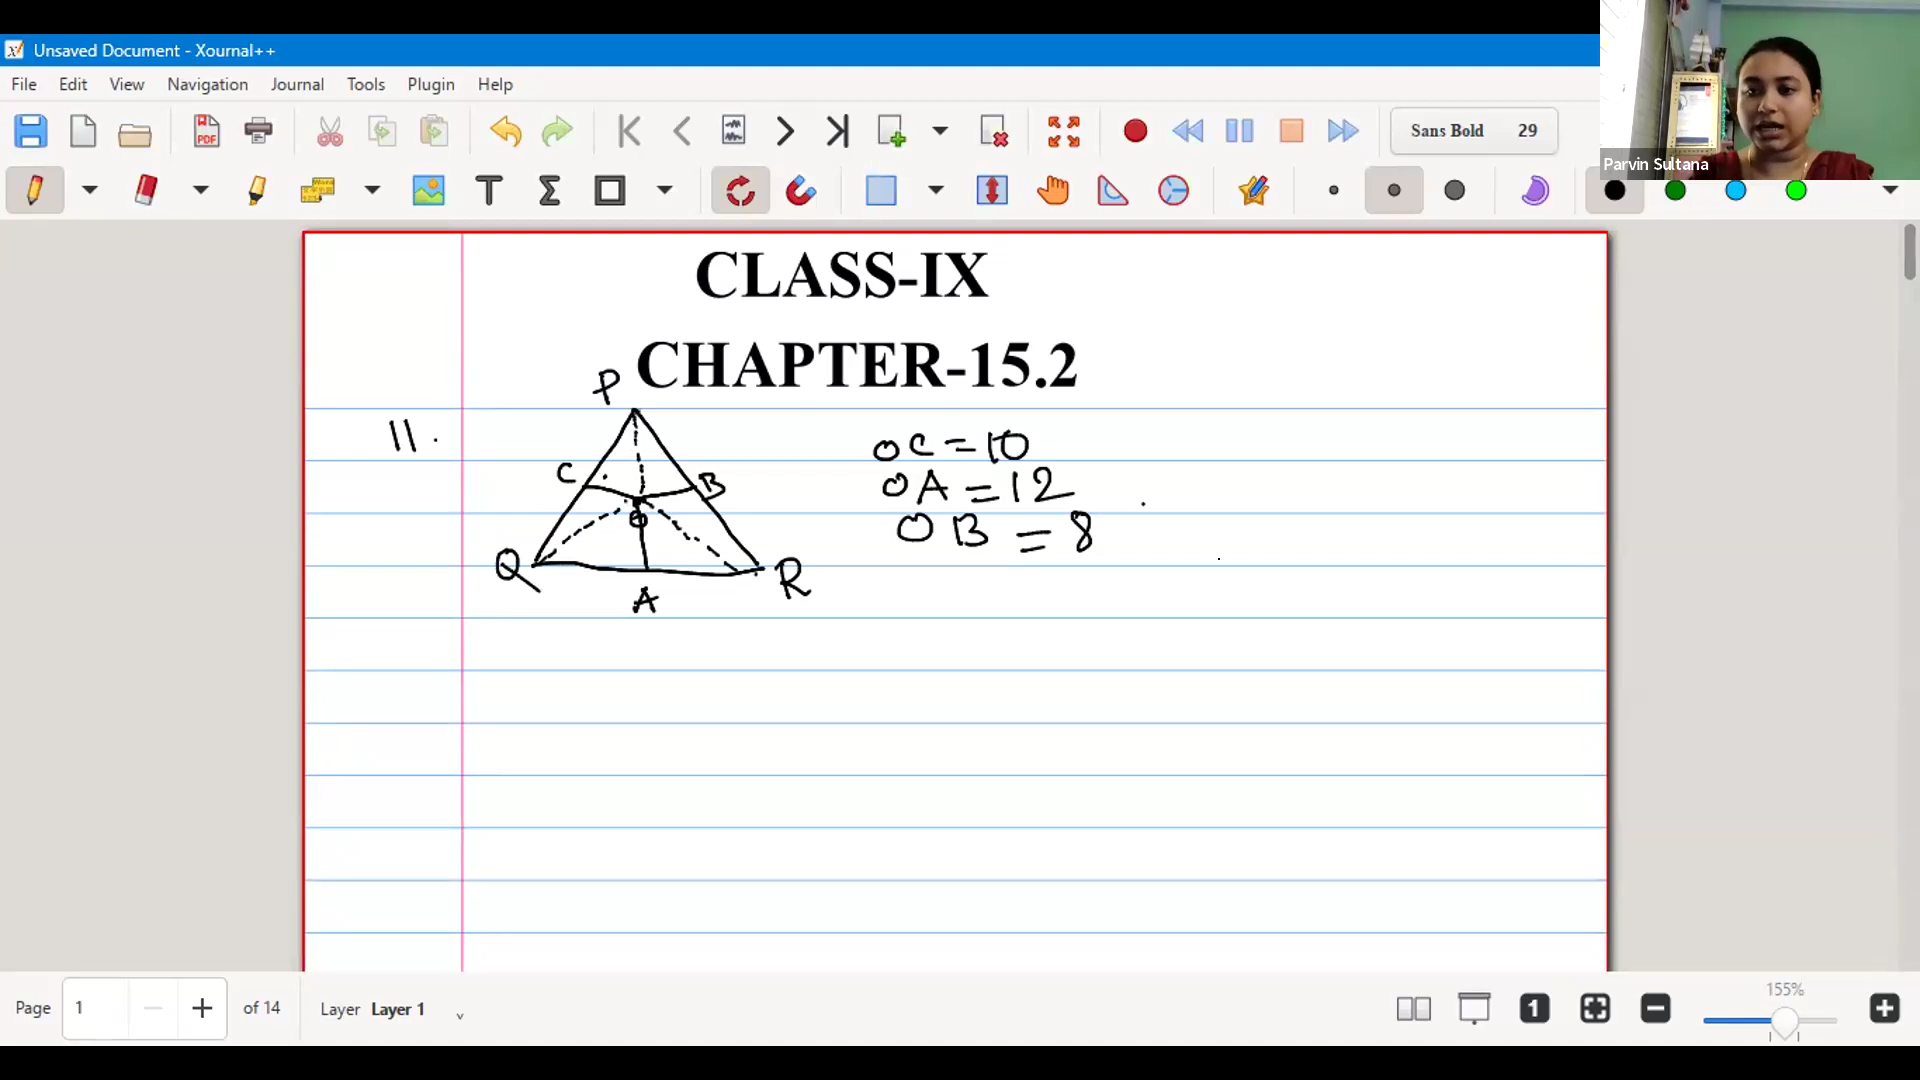 Unsaved Document - Xournal++
File Edit View Navigation Journal Tools Plugin Help
Sans Bold 29
Parvin Sultana
CLASS-IX
CHAPTER-15.2
11.
P
C
B
O
Q
A
R
OC=10
OA=12
OB=8
Page 1 of 14 Layer Layer 1
155%